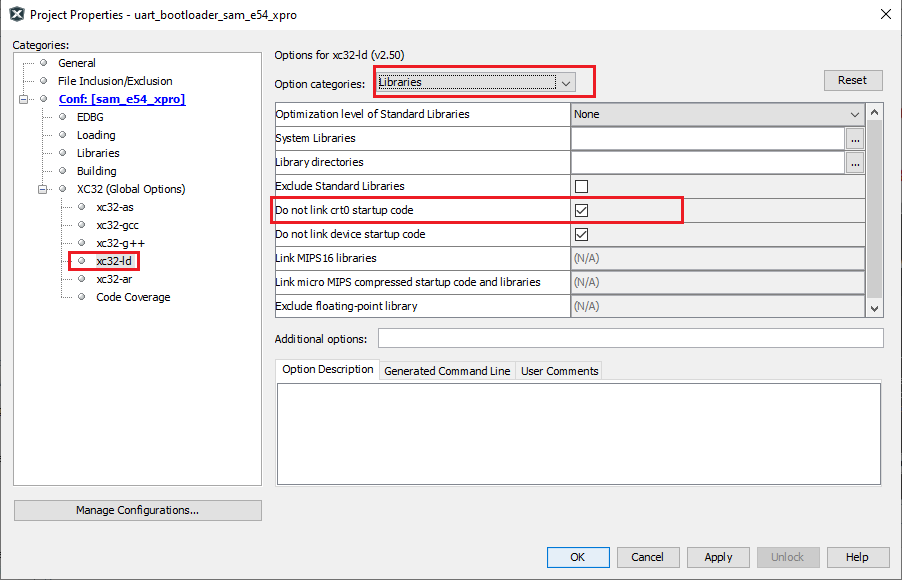 Project Properties - uart_bootloader_sam_e54_xpro
Categories:
General
File Inclusion/Exclusion
Conf: [sam_e54_xpro]
EDBG
Loading
Libraries
Building
XC32 (Global Options)
xc32-as
xc32-gcc
xc32-g++
xc32-ld
xc32-ar
Code Coverage
Manage Configurations...
Options for xc32-ld (v2.50)
Option categories: Libraries Reset
Optimization level of Standard Libraries None
System Libraries ...
Library directories ...
Exclude Standard Libraries
Do not link crt0 startup code
Do not link device startup code
Link MIPS16 libraries (N/A)
Link micro MIPS compressed startup code and libraries (N/A)
Exclude floating-point library (N/A)
Additional options:
Option Description Generated Command Line User Comments
OK Cancel Apply Unlock Help